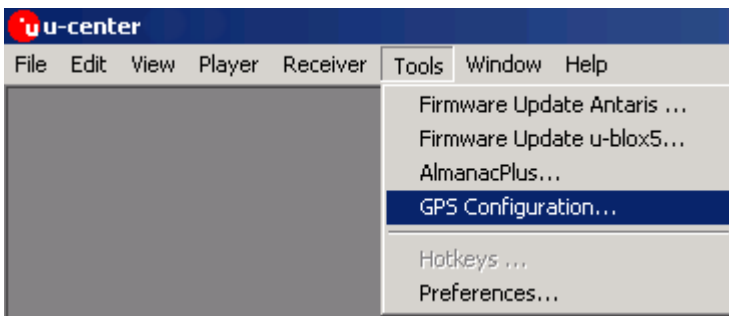 u-center
File Edit View Player Receiver Tools Window Help
Firmware Update Antaris ...
Firmware Update u-blox5...
AlmanacPlus...
GPS Configuration...
Hotkeys ...
Preferences...